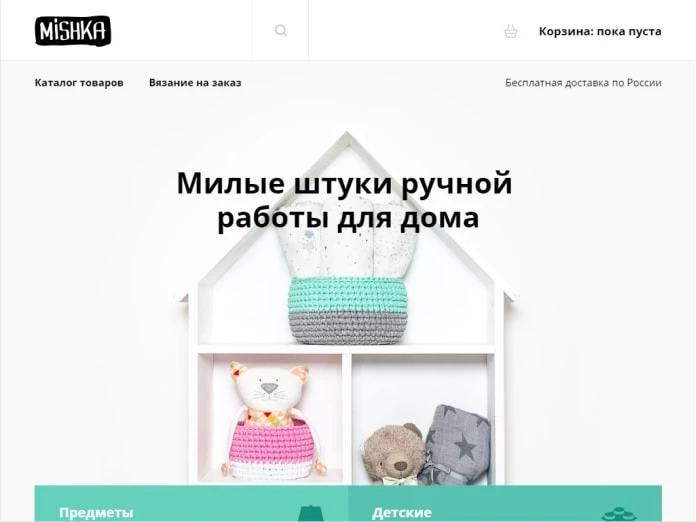 MiSHKA
Корзина: пока пуста
Каталог товаров
Вязание на заказ
Бесплатная доставка по России
Милые штуки ручной
работы для дома
Предметы
Детские